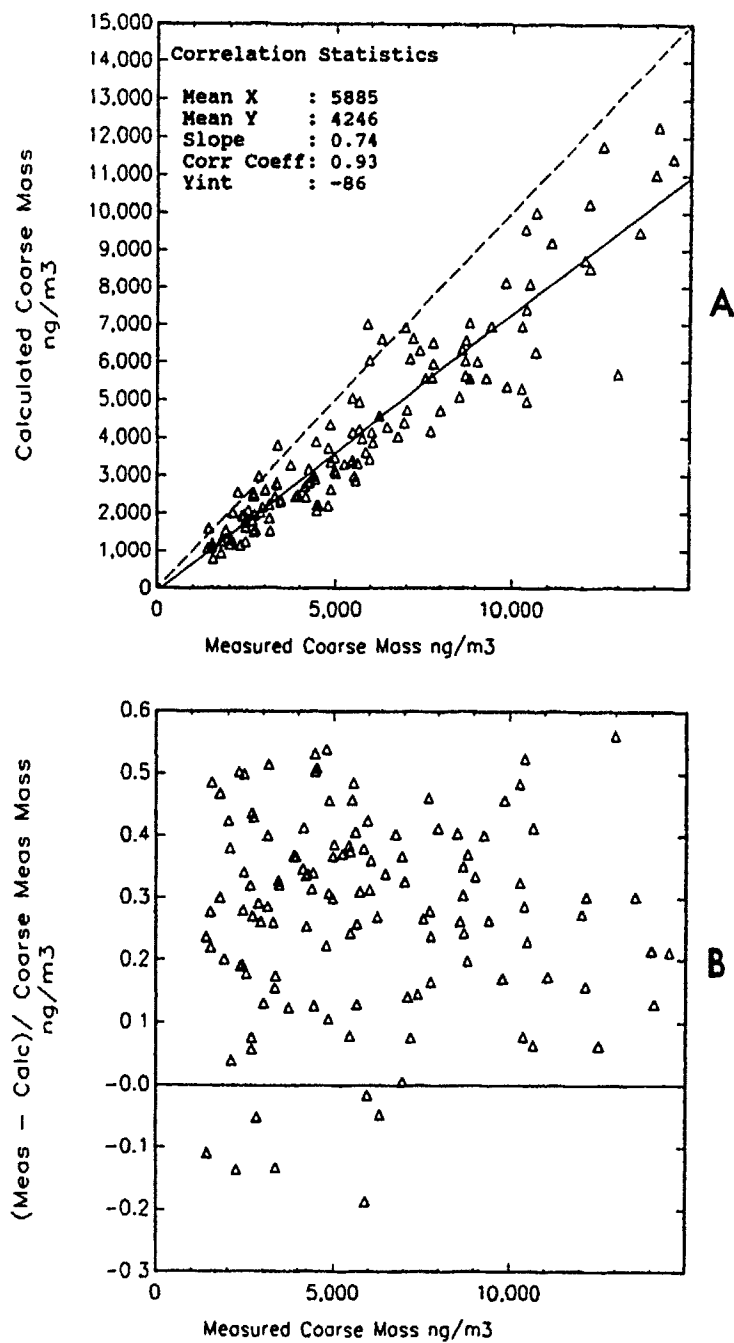 15,000
14,000
13,000
12,000
11,000
10,000
9,000
8,000
7,000
6,000
5,000
4,000
3,000
2,000
1,000
0
Calculated Coarse Mass
ng/m3
Correlation Statistics
Mean X : 5885
Mean Y : 4246
Slope : 0.74
Corr Coeff: 0.93
Yint : -86
A
0 5,000 10,000
Measured Coarse Mass ng/m3
0.6
0.5
0.4
0.3
0.2
0.1
-0.0
-0.1
-0.2
-0.3
(Meas - Calc)/ Coarse Meas Mass
ng/m3
B
0 5,000 10,000
Measured Coarse Mass ng/m3